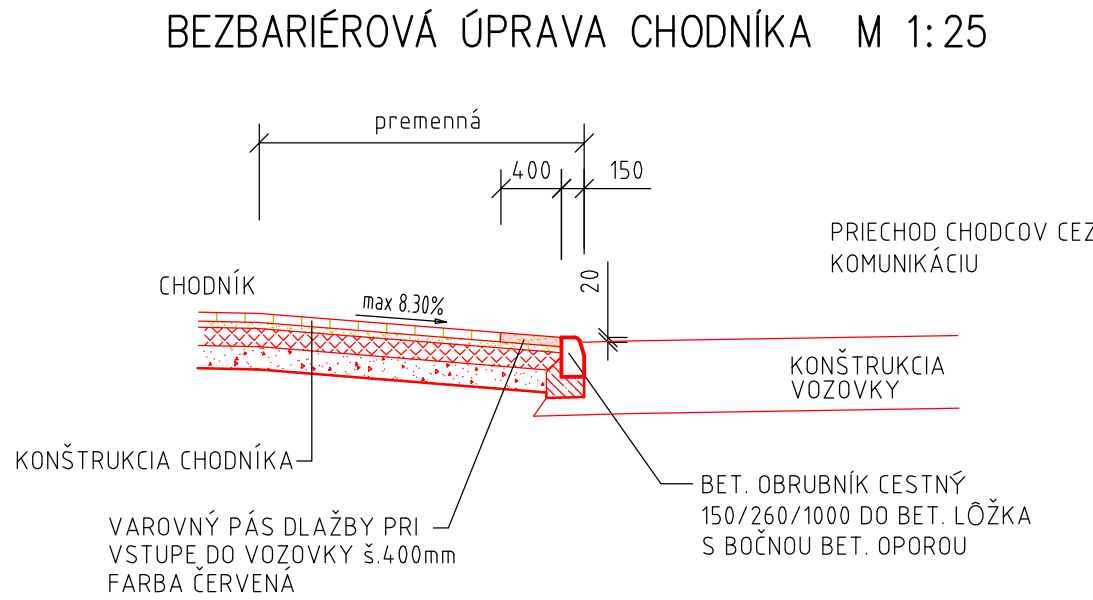 BEZBARIÉROVÁ ÚPRAVA CHODNÍKA M 1:25
premenná
400
150
20
PRIECHOD CHODCOV CEZ
KOMUNIKÁCIU
CHODNÍK
max 8.30%
KONŠTRUKCIA
VOZOVKY
KONŠTRUKCIA CHODNÍKA
BET. OBRUBNÍK CESTNÝ
150/260/1000 DO BET. LÔŽKA
S BOČNOU BET. OPOROU
VAROVNÝ PÁS DLAŽBY PRI
VSTUPE DO VOZOVKY š.400mm
FARBA ČERVENÁ